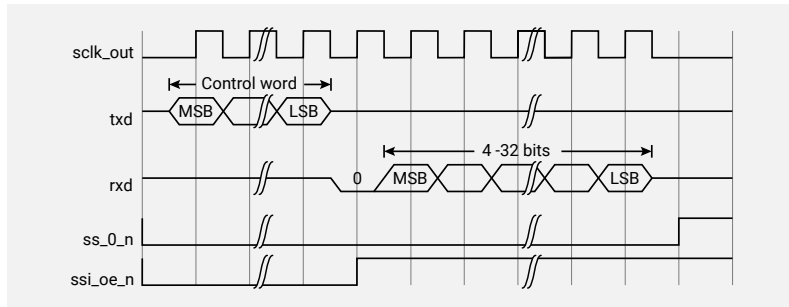 sclk_out
Control word
txd
MSB
LSB
4 -32 bits
rxd
0
MSB
LSB
ss_0_n
ssi_oe_n